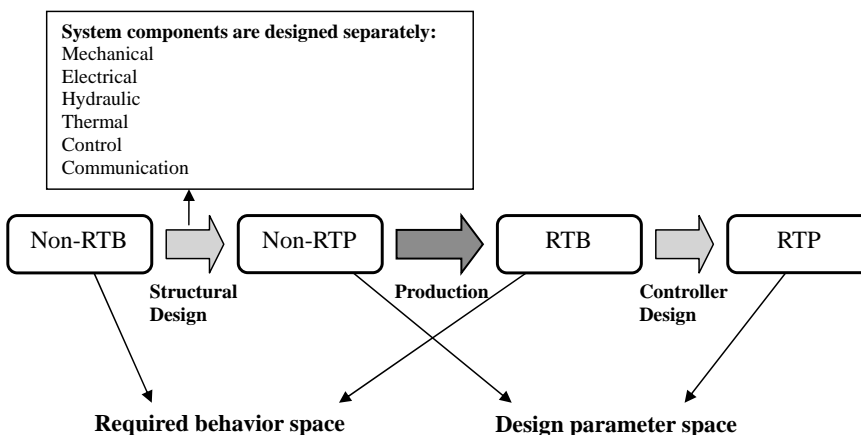 System components are designed separately:
Mechanical
Electrical
Hydraulic
Thermal
Control
Communication
Non-RTB
Non-RTP
RTB
RTP
Structural
Design
Production
Controller
Design
Required behavior space
Design parameter space